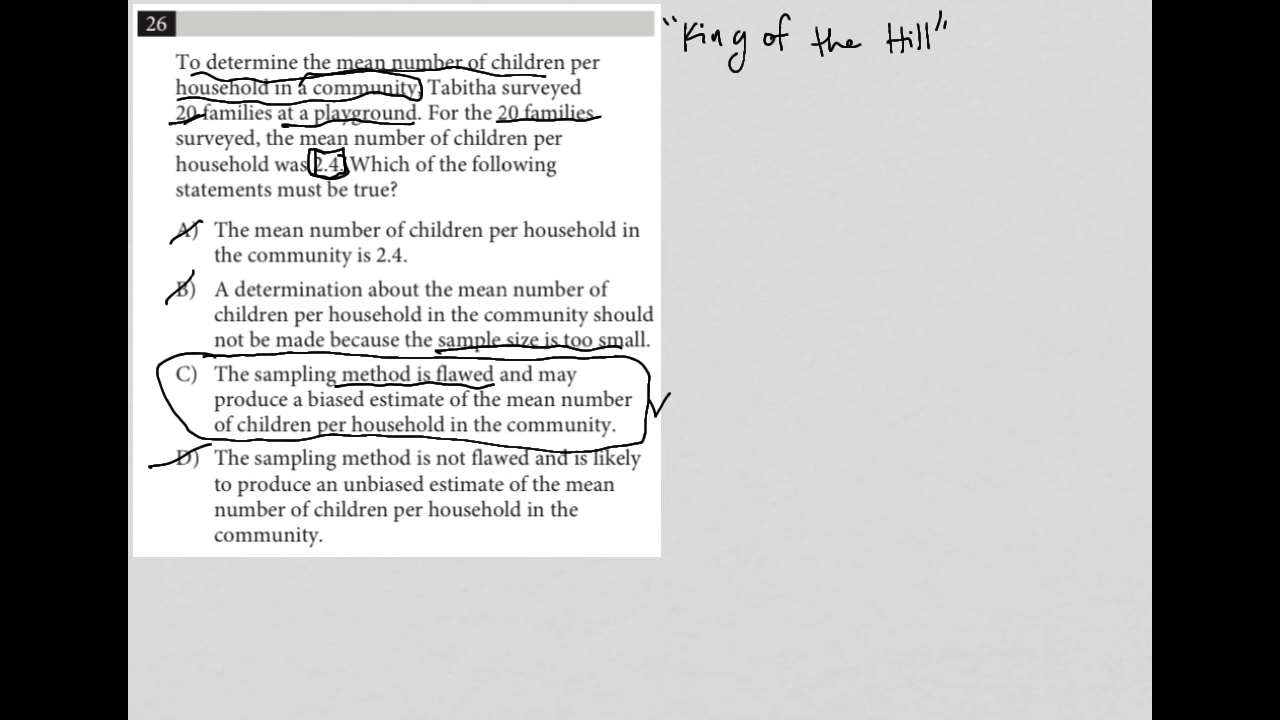 26
"King of the Hill"
To determine the mean number of children per
household in a community, Tabitha surveyed
20 families at a playground. For the 20 families
surveyed, the mean number of children per
household was 2.4. Which of the following
statements must be true?
A) The mean number of children per household in
the community is 2.4.
B) A determination about the mean number of
children per household in the community should
not be made because the sample size is too small.
C) The sampling method is flawed and may
produce a biased estimate of the mean number
of children per household in the community.
D) The sampling method is not flawed and is likely
to produce an unbiased estimate of the mean
number of children per household in the
community.